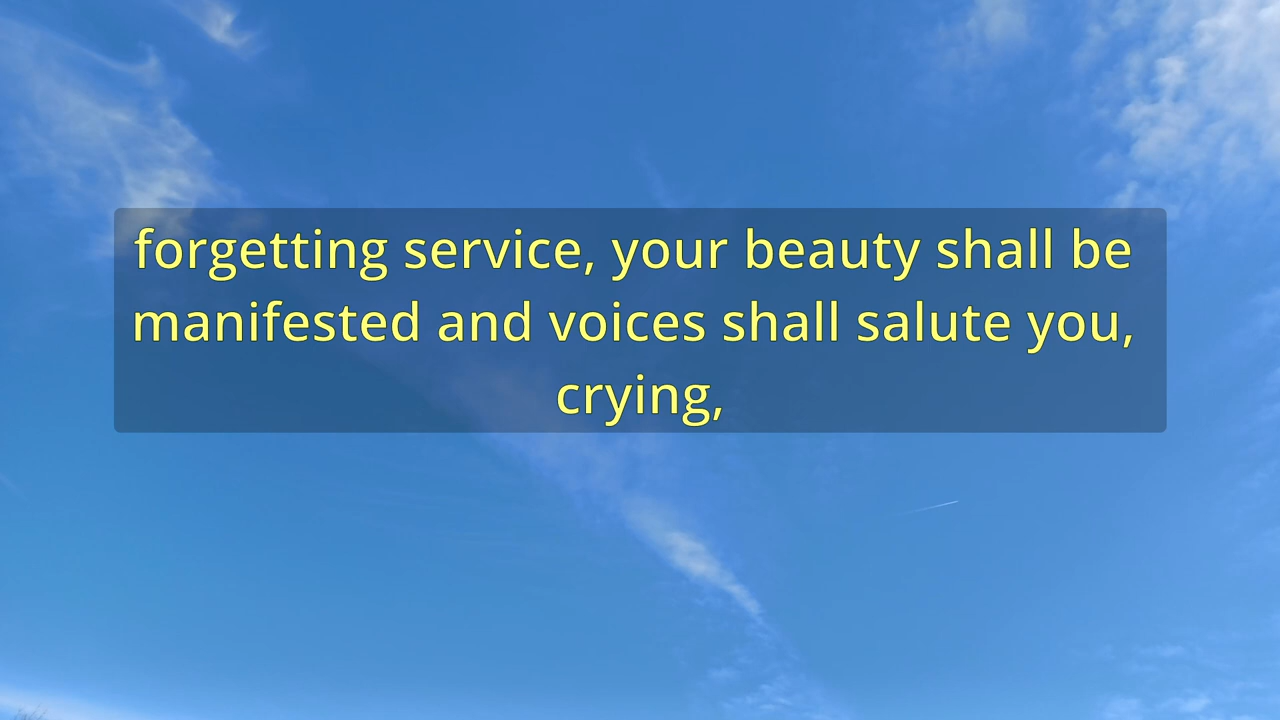 forgetting service, your beauty shall be
manifested and voices shall salute you,
crying,